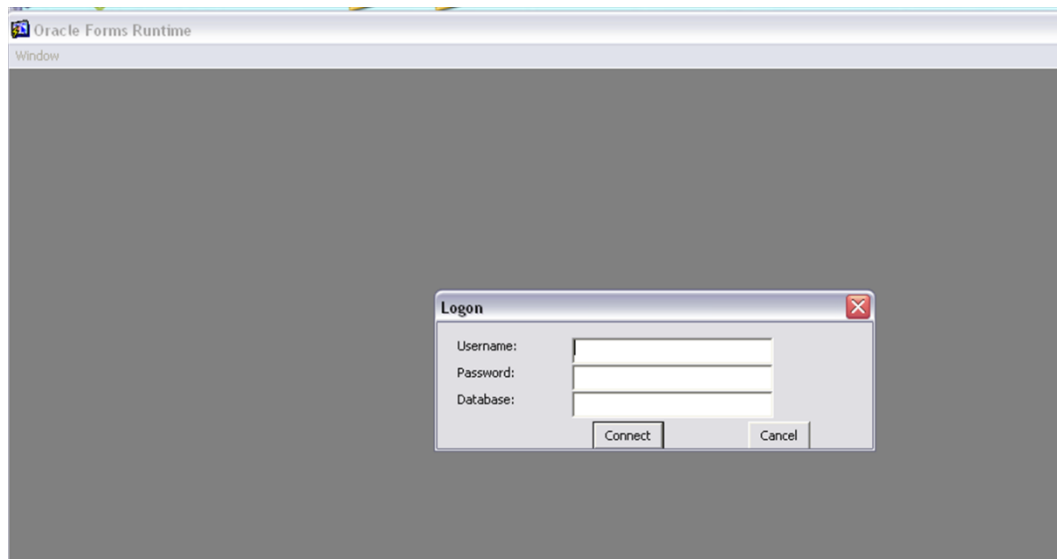 Oracle Forms Runtime
Window
Logon
Username:
Password:
Database:
Connect Cancel